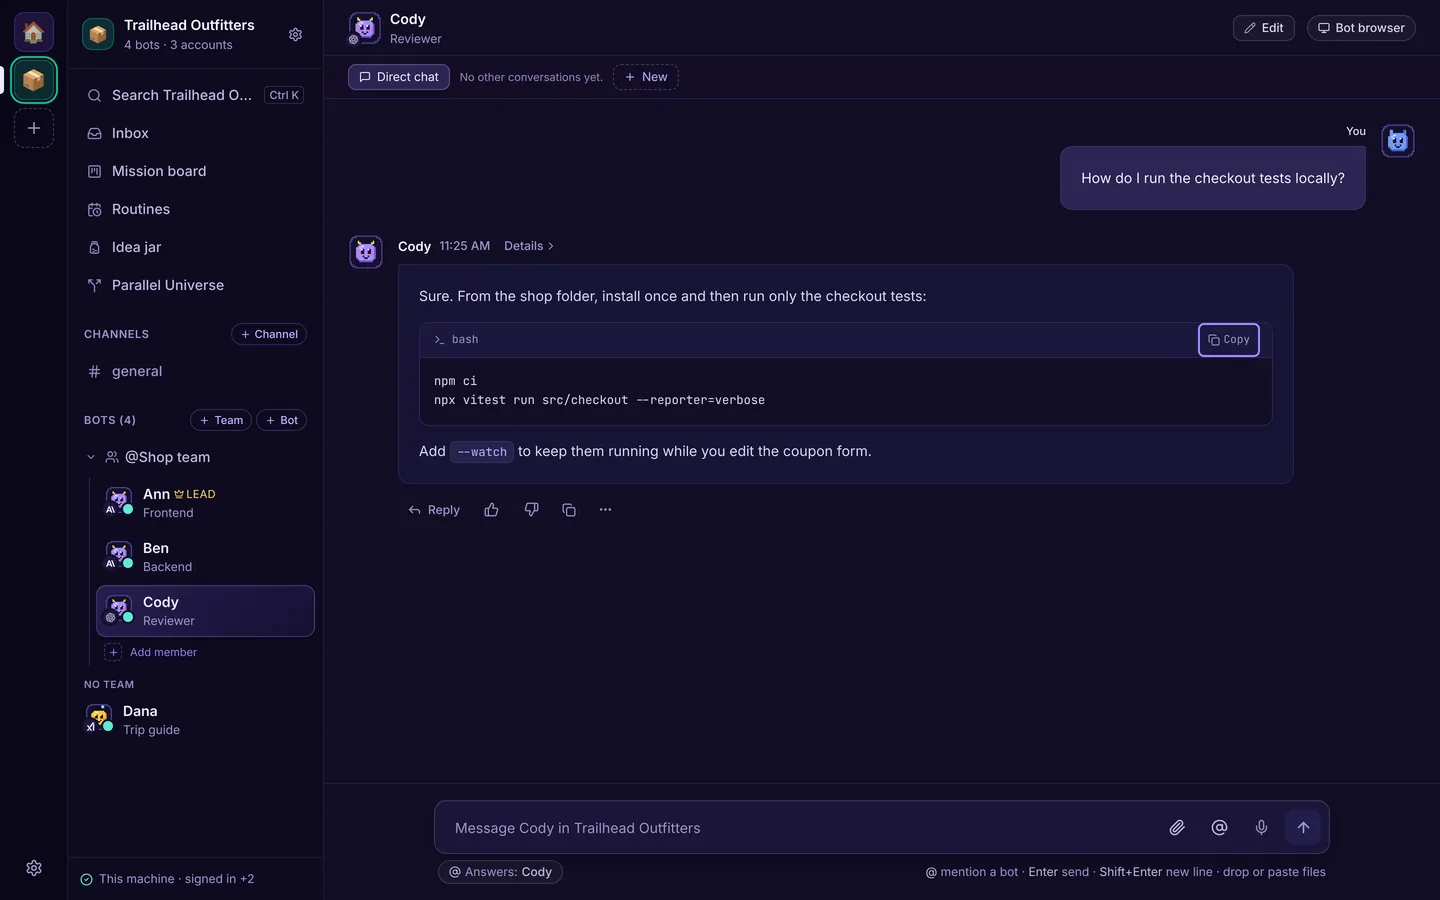 Trailhead Outfitters
4 bots · 3 accounts
Search Trailhead O... Ctrl K
Inbox
Mission board
Routines
Idea jar
Parallel Universe
CHANNELS
+ Channel
# general
BOTS (4)
+ Team
+ Bot
@Shop team
Ann LEAD
Frontend
Ben
Backend
Cody
Reviewer
+ Add member
NO TEAM
Dana
Trip guide
This machine · signed in +2
Cody
Reviewer
Edit
Bot browser
Direct chat
No other conversations yet.
+ New
You
How do I run the checkout tests locally?
Cody 11:25 AM Details >
Sure. From the shop folder, install once and then run only the checkout tests:
>_ bash
Copy
npm ci
npx vitest run src/checkout --reporter=verbose
Add --watch to keep them running while you edit the coupon form.
Reply
Message Cody in Trailhead Outfitters
@ Answers: Cody
@ mention a bot · Enter send · Shift+Enter new line · drop or paste files